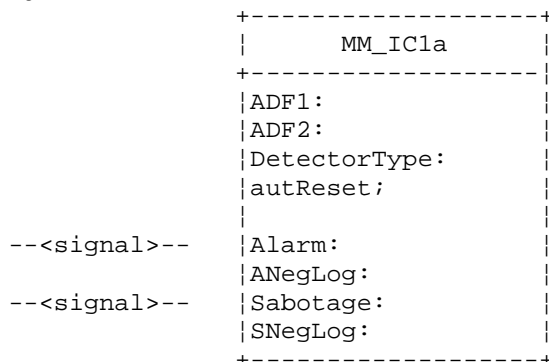 +-------------------+
¦ MM_IC1a ¦
+-------------------¦
¦ADF1: ¦
¦ADF2: ¦
¦DetectorType: ¦
¦autReset; ¦
¦ ¦
--<signal>-- ¦Alarm: ¦
¦ANegLog: ¦
--<signal>-- ¦Sabotage: ¦
¦SNegLog: ¦
+-------------------+